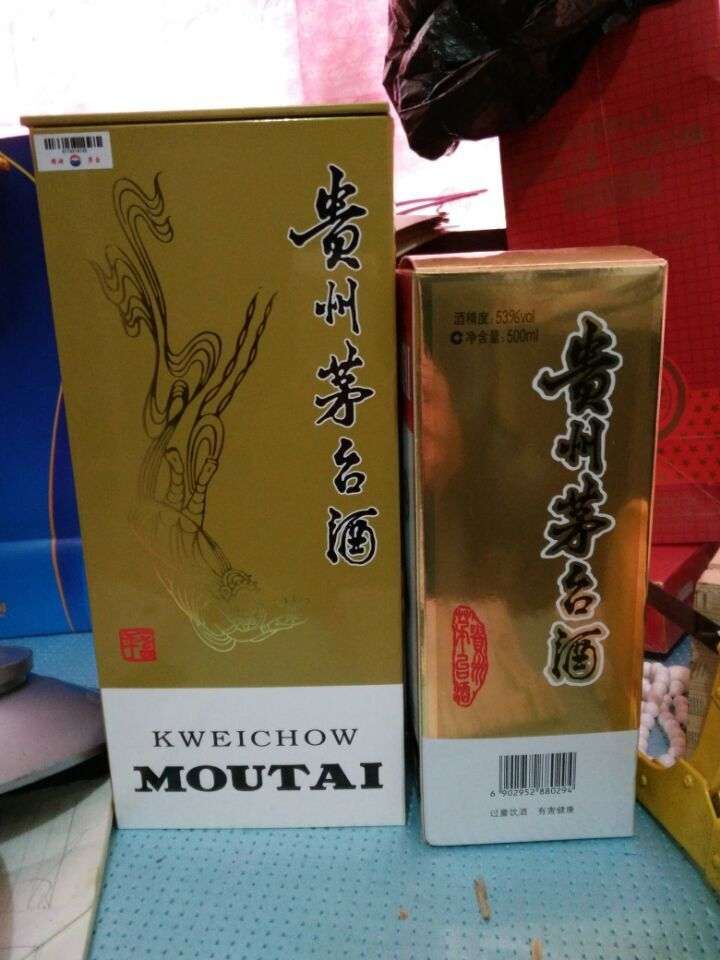 贵州茅台酒
KWEICHOW
MOUTAI
酒精度:53%vol
净含量:500ml
贵州茅台酒
6 902952 880294
过量饮酒 有害健康